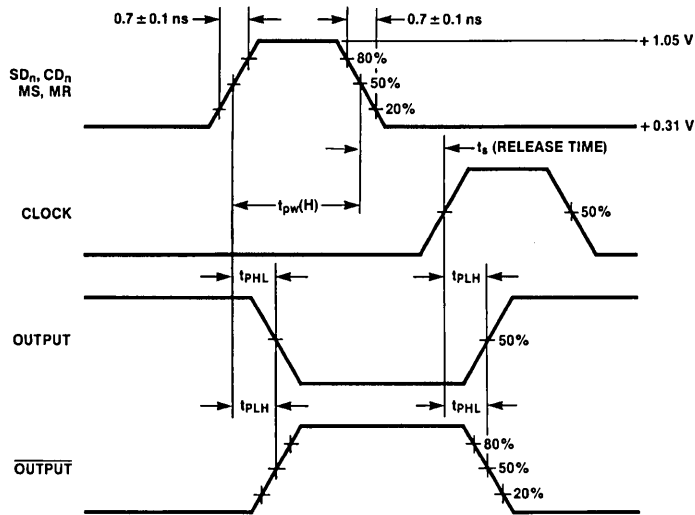 0.7 ± 0.1 ns
0.7 ± 0.1 ns
+ 1.05 V
80%
SDn, CDn
MS, MR
50%
20%
+ 0.31 V
ts (RELEASE TIME)
CLOCK
tpw(H)
50%
tPHL
tPLH
OUTPUT
50%
tPLH
tPHL
80%
OUTPUT
50%
20%